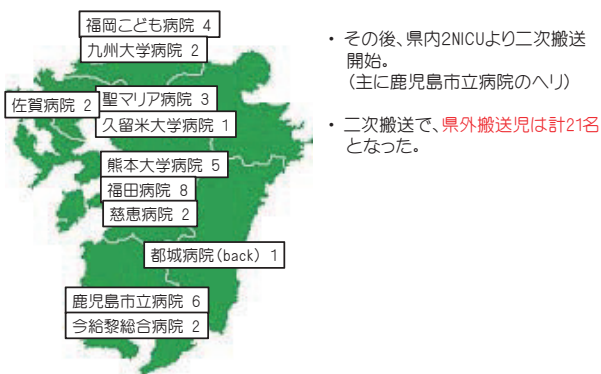 福岡こども病院 4
九州大学病院 2
佐賀病院 2
聖マリア病院 3
久留米大学病院 1
熊本大学病院 5
福田病院 8
慈恵病院 2
都城病院(back) 1
鹿児島市立病院 6
今給黎総合病院 2
・ その後、県内2NICUより二次搬送
開始。
(主に鹿児島市立病院のヘリ)
・ 二次搬送で、県外搬送児は計21名
となった。